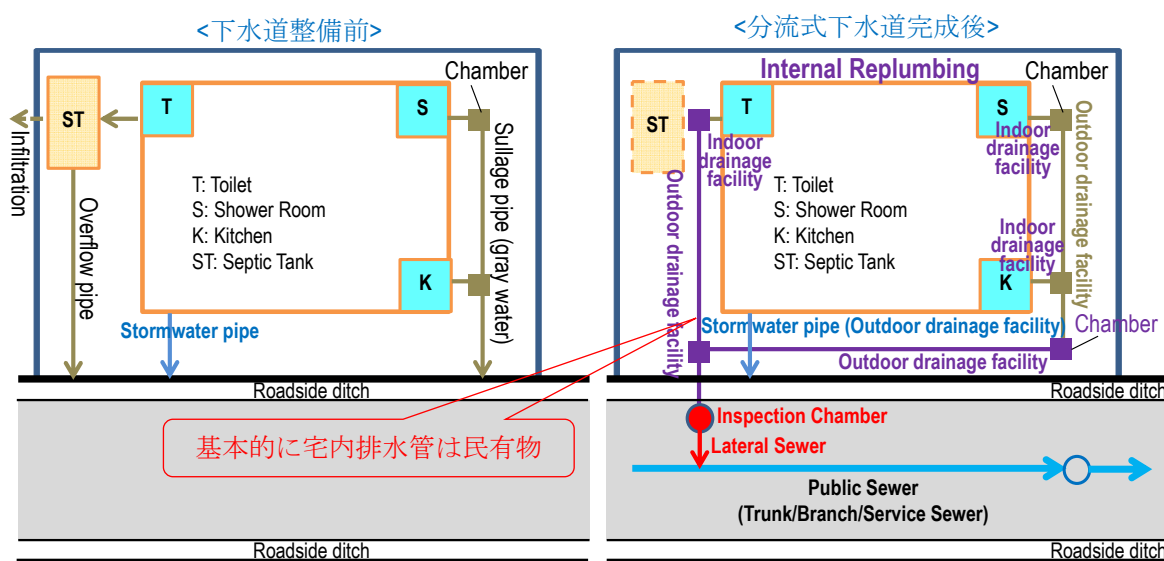 <下水道整備前>
Chamber
T
S
ST
Infiltration
Sullage pipe (gray water)
T: Toilet
S: Shower Room
K: Kitchen
ST: Septic Tank
Overflow pipe
K
Stormwater pipe
Roadside ditch
基本的に宅内排水管は民有物
Roadside ditch
<分流式下水道完成後>
Internal Replumbing
Chamber
T
S
ST
Indoor
drainage
facility
Indoor
drainage
facility
Outdoor drainage facility
Outdoor drainage facility
T: Toilet
S: Shower Room
K: Kitchen
ST: Septic Tank
Indoor
drainage
facility
K
Stormwater pipe (Outdoor drainage facility)
Chamber
Outdoor drainage facility
Roadside ditch
Inspection Chamber
Lateral Sewer
Public Sewer
(Trunk/Branch/Service Sewer)
Roadside ditch